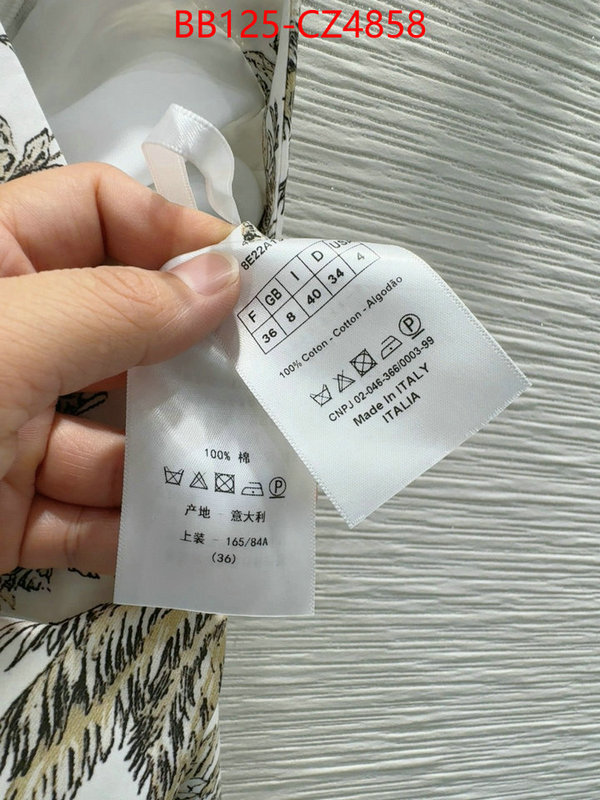 BB125-CZ4858
F GB I D
36 8 40 34 4
100% Coton - Cotton - Algodão
CNPJ 02-046-366/0003-99
Made in ITALY
ITALIA
100% 棉
产地 - 意大利
上装 - 165/84A
(36)